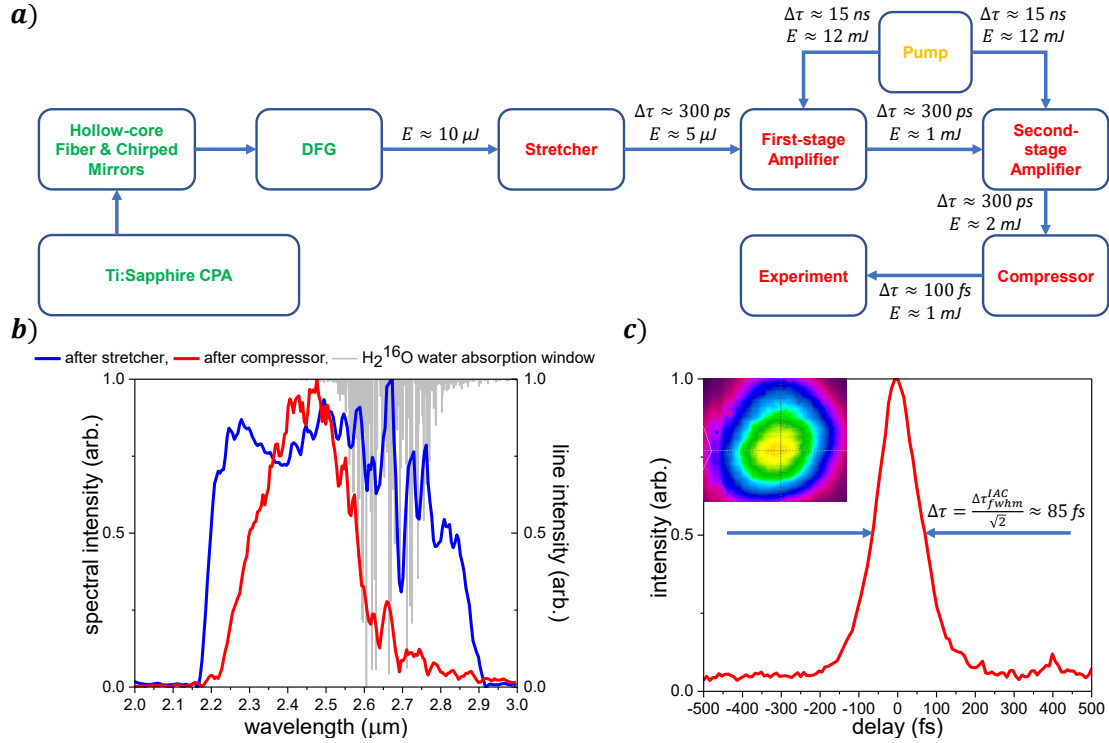 a)
Δτ ≈ 15 ns
E ≈ 12 mJ
Pump
Δτ ≈ 15 ns
E ≈ 12 mJ
Hollow-core
Fiber & Chirped
Mirrors
DFG
E ≈ 10 μJ
Stretcher
Δτ ≈ 300 ps
E ≈ 5 μJ
First-stage
Amplifier
Δτ ≈ 300 ps
E ≈ 1 mJ
Second-
stage
Amplifier
Δτ ≈ 300 ps
E ≈ 2 mJ
Ti:Sapphire CPA
Experiment
Δτ ≈ 100 fs
E ≈ 1 mJ
Compressor
b)
after stretcher, after compressor, H₂¹⁶O water absorption window
spectral intensity (arb.)
1.0
0.5
0.0
2.0 2.1 2.2 2.3 2.4 2.5 2.6 2.7 2.8 2.9 3.0
wavelength (μm)
1.0
0.5
0.0
line intensity
(arb.)
c)
intensity (arb.)
1.0
0.5
0.0
Δτ = Δτ^{IAC}_{fwhm}/√2 ≈ 85 fs
-500 -400 -300 -200 -100 0 100 200 300 400 500
delay (fs)